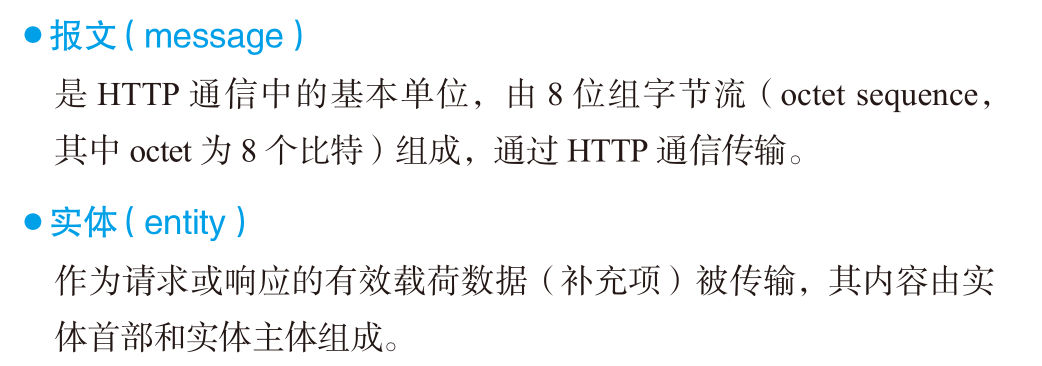 ●报文（message）
是 HTTP 通信中的基本单位，由 8 位组字节流（octet sequence，
其中 octet 为 8 个比特）组成，通过 HTTP 通信传输。
●实体（entity）
作为请求或响应的有效载荷数据（补充项）被传输，其内容由实
体首部和实体主体组成。